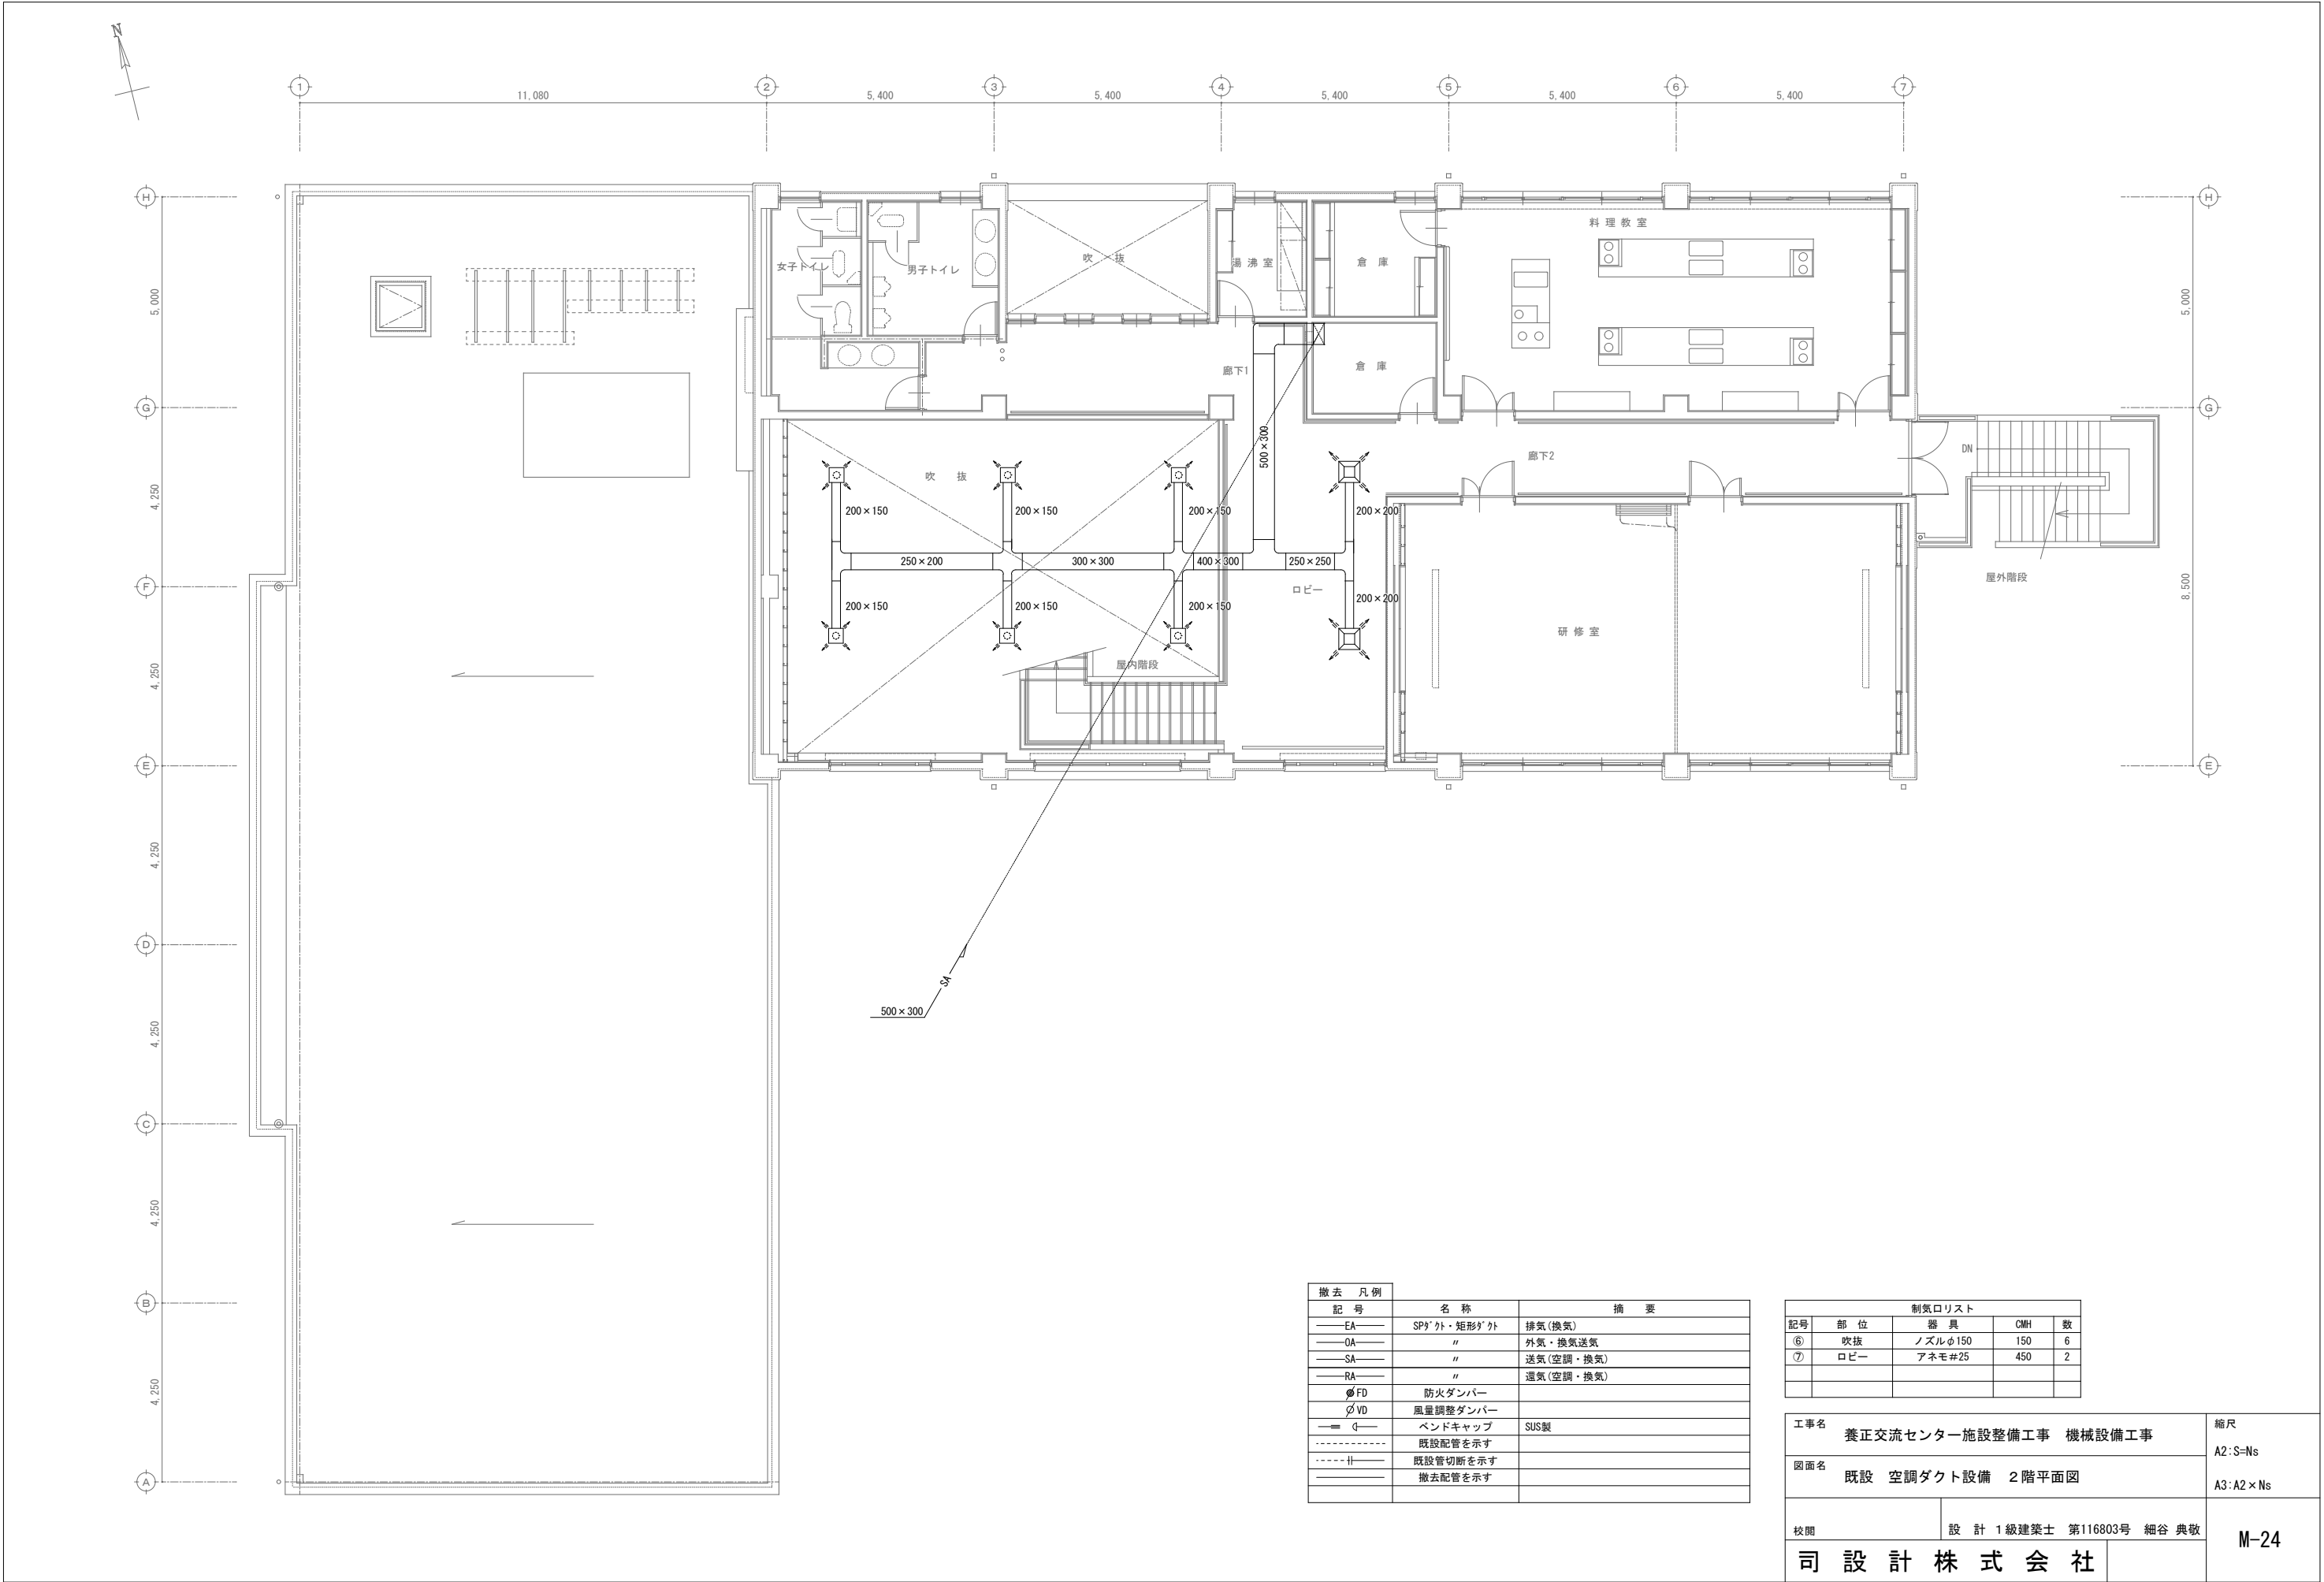 N
1 2 3 4 5 6 7
11,080 5,400 5,400 5,400 5,400 5,400
H H
5,000 5,000
女子トイレ
男子トイレ
吹 抜
湯沸室
倉 庫
料理教室
倉 庫
廊下1
G G
4,250
8,500
500×300
吹 抜
廊下2
DN
屋外階段
200×150 200×150 200×150 200×200
250×200 300×300 400×300 250×250
ロビー
200×150 200×150 200×150 200×200
研修室
屋内階段
F
4,250
E E
4,250
D
4,250
SA
500×300
C
4,250
B
4,250
A
撤去 凡例
記 号 名 称 摘 要
EA SPダクト・矩形ダクト 排気(換気)
OA 〃 外気・換気送気
SA 〃 送気(空調・換気)
RA 〃 還気(空調・換気)
FD 防火ダンパー
VD 風量調整ダンパー
ベンドキャップ SUS製
既設配管を示す
既設管切断を示す
撤去配管を示す
制気口リスト
記号 部 位 器 具 CMH 数
⑥ 吹抜 ノズルφ150 150 6
⑦ ロビー アネモ#25 450 2
工事名 養正交流センター施設整備工事 機械設備工事
縮尺
A2:S=Ns
A3:A2×Ns
図面名 既設 空調ダクト設備 2階平面図
校閲
設 計 1級建築士 第116803号 細谷 典敬
M-24
司設計株式会社